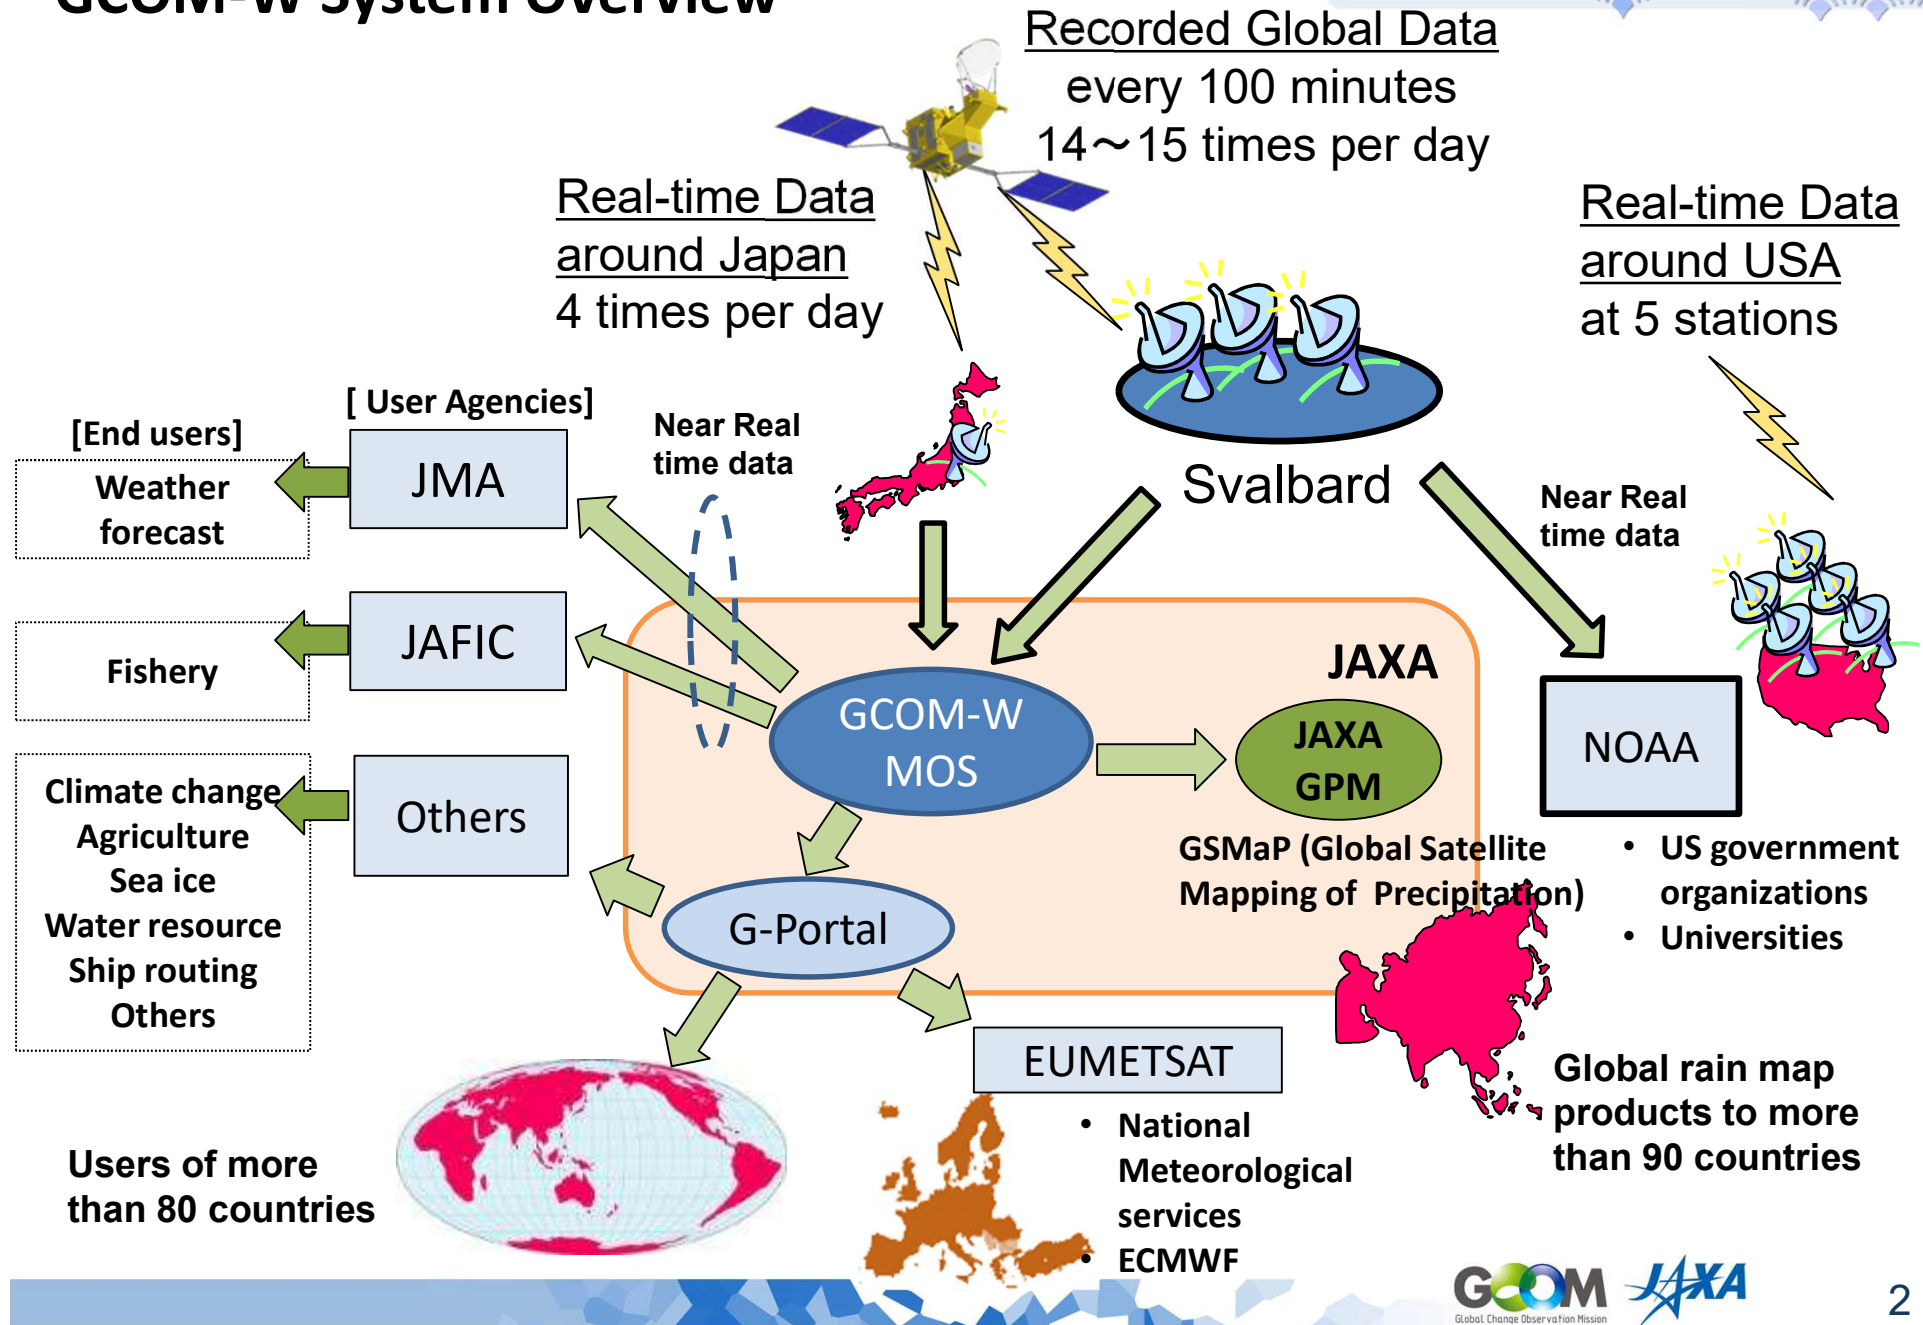 GCOM-W System Overview
Recorded Global Data
every 100 minutes
14～15 times per day
Real-time Data
around Japan
4 times per day
Real-time Data
around USA
at 5 stations
[End users]
[ User Agencies]
Near Real
time data
Weather
forecast
JMA
Svalbard
Near Real
time data
Fishery
JAFIC
JAXA
GCOM-W
MOS
JAXA
GPM
NOAA
Climate change
Agriculture
Sea ice
Water resource
Ship routing
Others
Others
GSMaP (Global Satellite
Mapping of Precipitation)
• US government
organizations
• Universities
G-Portal
EUMETSAT
• National
Meteorological
services
• ECMWF
Global rain map
products to more
than 90 countries
Users of more
than 80 countries
GCOM
Global Change Observation Mission
JAXA
2